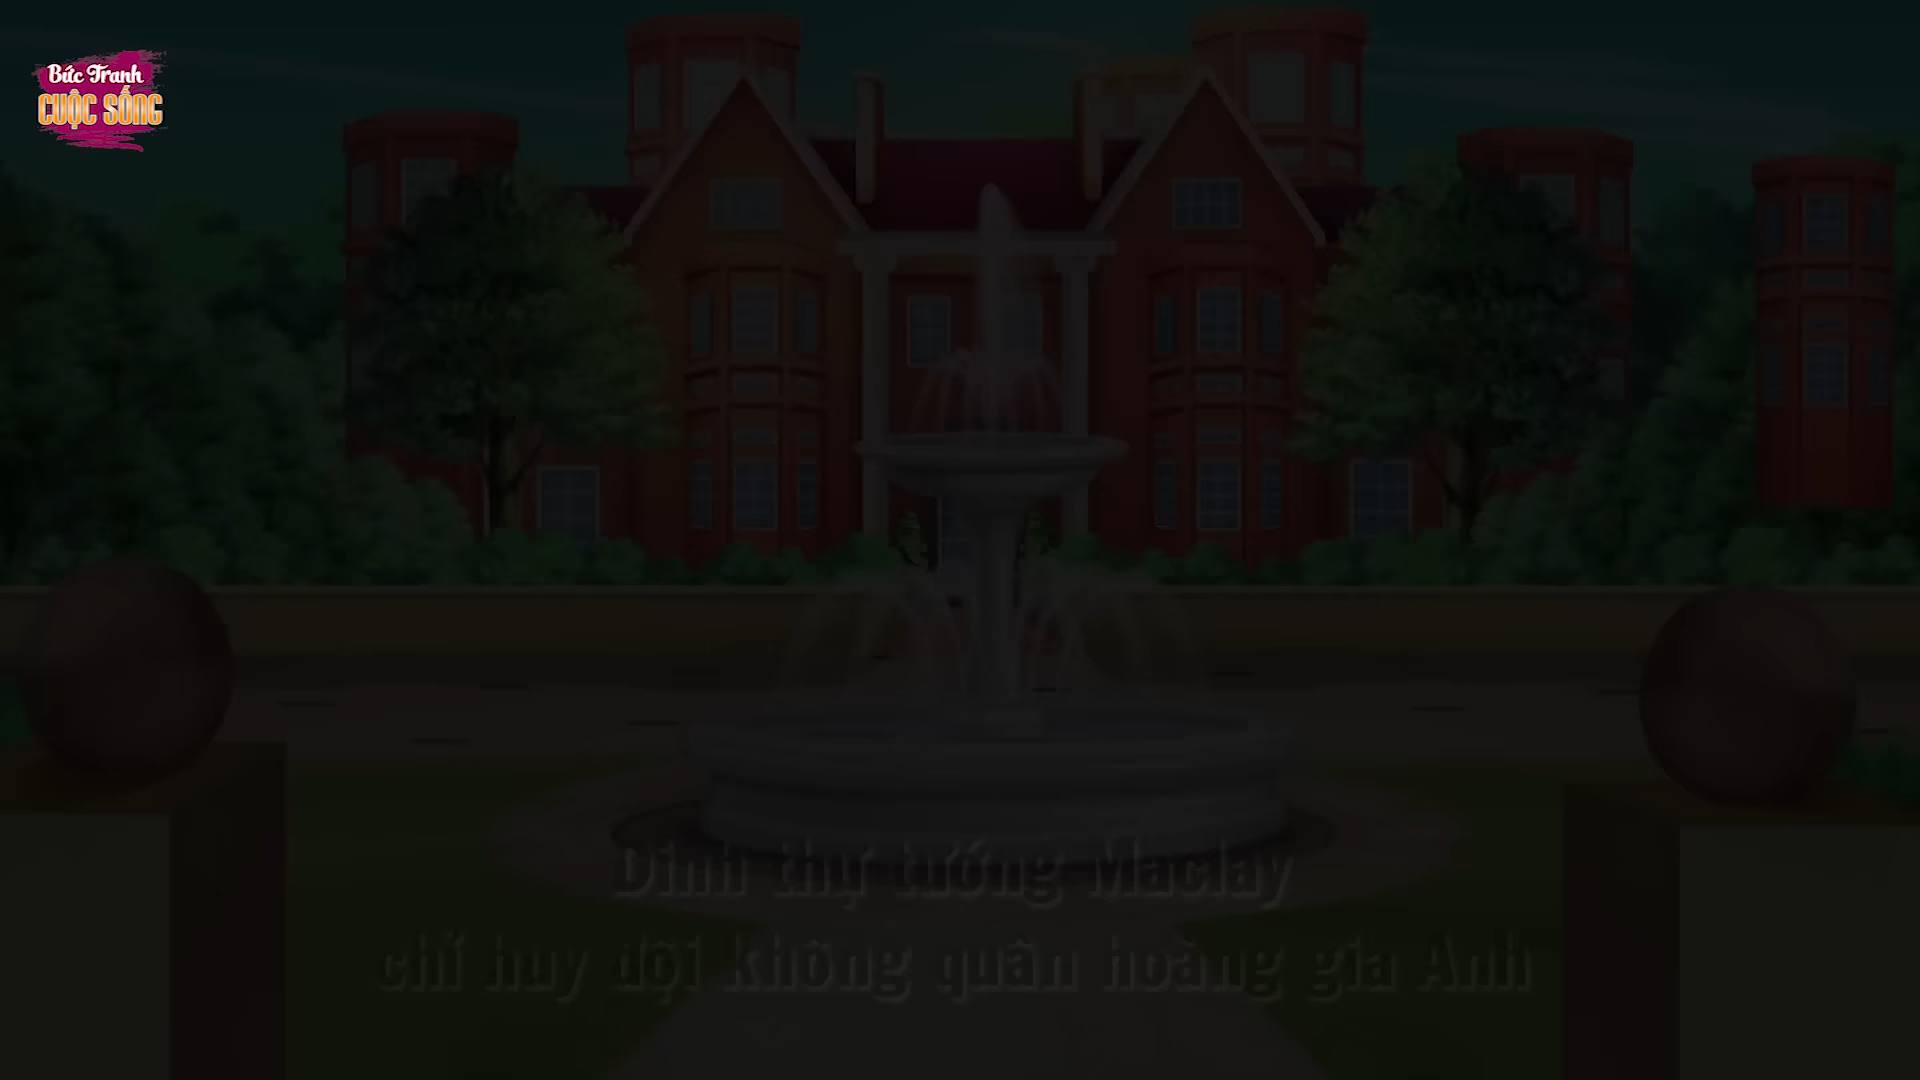 Bức Tranh
CUỘC SỐNG
Dinh thự tướng Maclay
chỉ huy đội không quân hoàng gia Anh